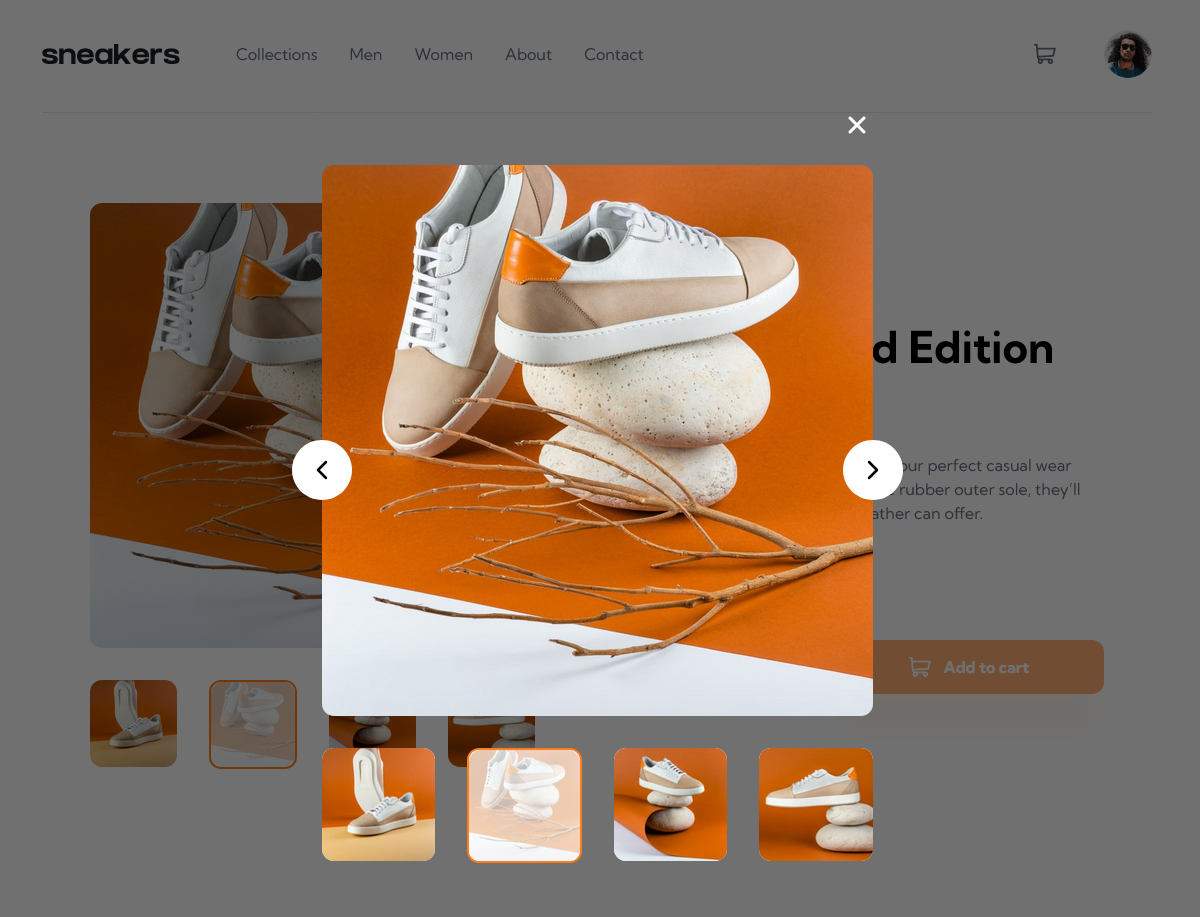 sneakers
Collections
Men
Women
About
Contact
d Edition
our perfect casual wear
rubber outer sole, they'll
ather can offer.
Add to cart